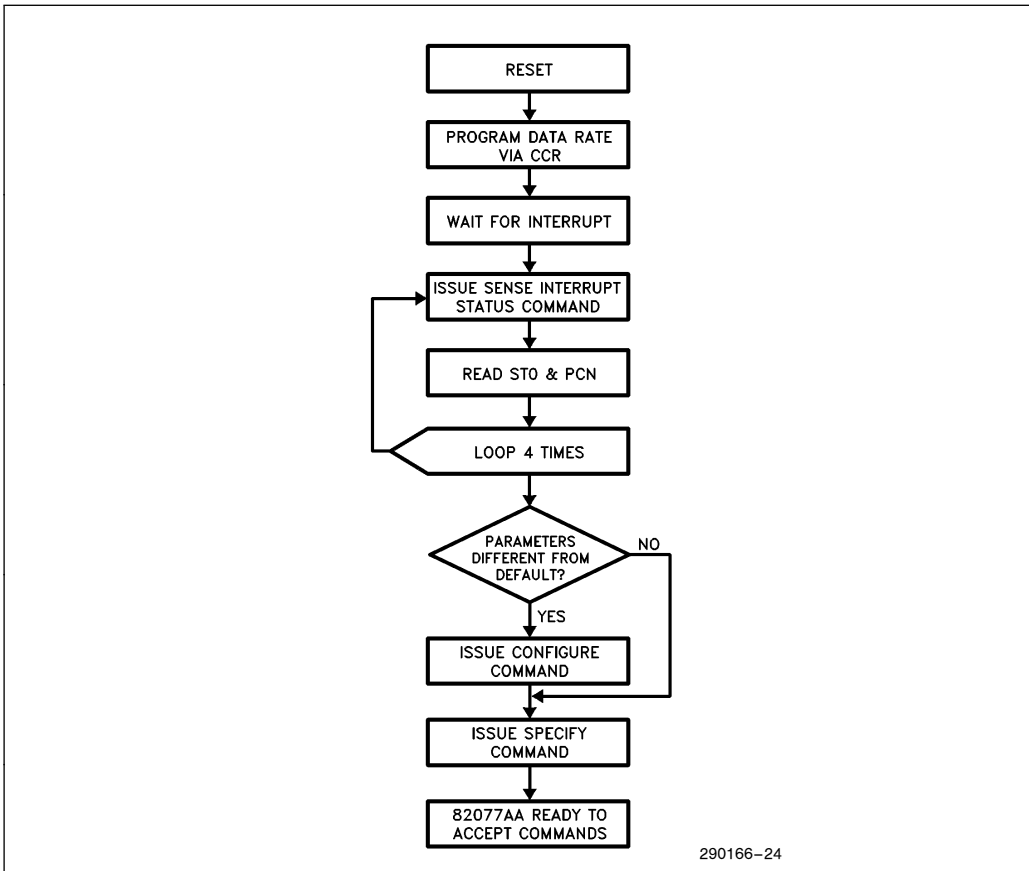 RESET
PROGRAM DATA RATE
VIA CCR
WAIT FOR INTERRUPT
ISSUE SENSE INTERRUPT
STATUS COMMAND
READ ST0 & PCN
LOOP 4 TIMES
PARAMETERS
DIFFERENT FROM
DEFAULT?
NO
YES
ISSUE CONFIGURE
COMMAND
ISSUE SPECIFY
COMMAND
82077AA READY TO
ACCEPT COMMANDS
290166–24